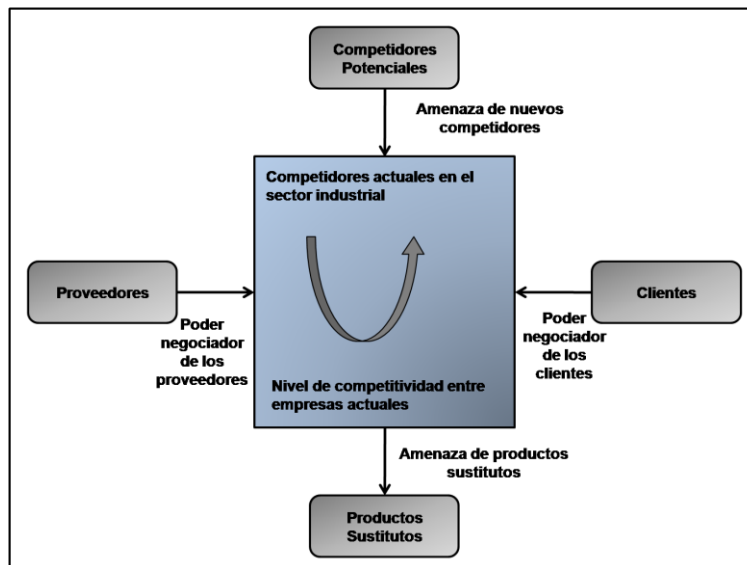 Competidores
Potenciales
Amenaza de nuevos
competidores
Competidores actuales en el
sector industrial
Proveedores
Clientes
Poder
negociador
de los
proveedores
Poder
negociador
de los
clientes
Nivel de competitividad entre
empresas actuales
Amenaza de productos
sustitutos
Productos
Sustitutos